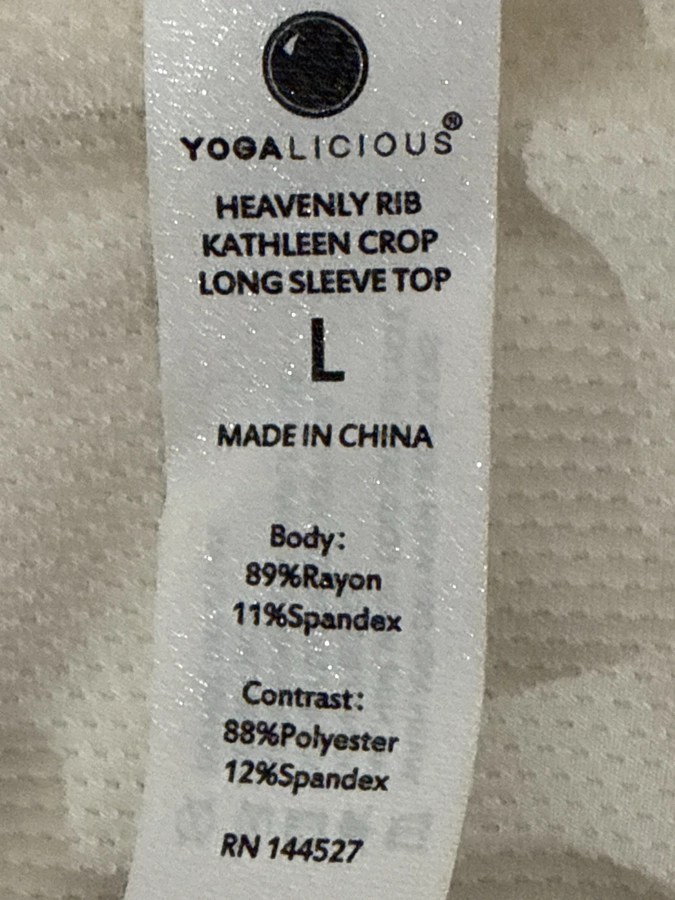 YOGALICIOUS®
HEAVENLY RIB
KATHLEEN CROP
LONG SLEEVE TOP
L
MADE IN CHINA
Body:
89%Rayon
11%Spandex
Contrast:
88%Polyester
12%Spandex
RN 144527